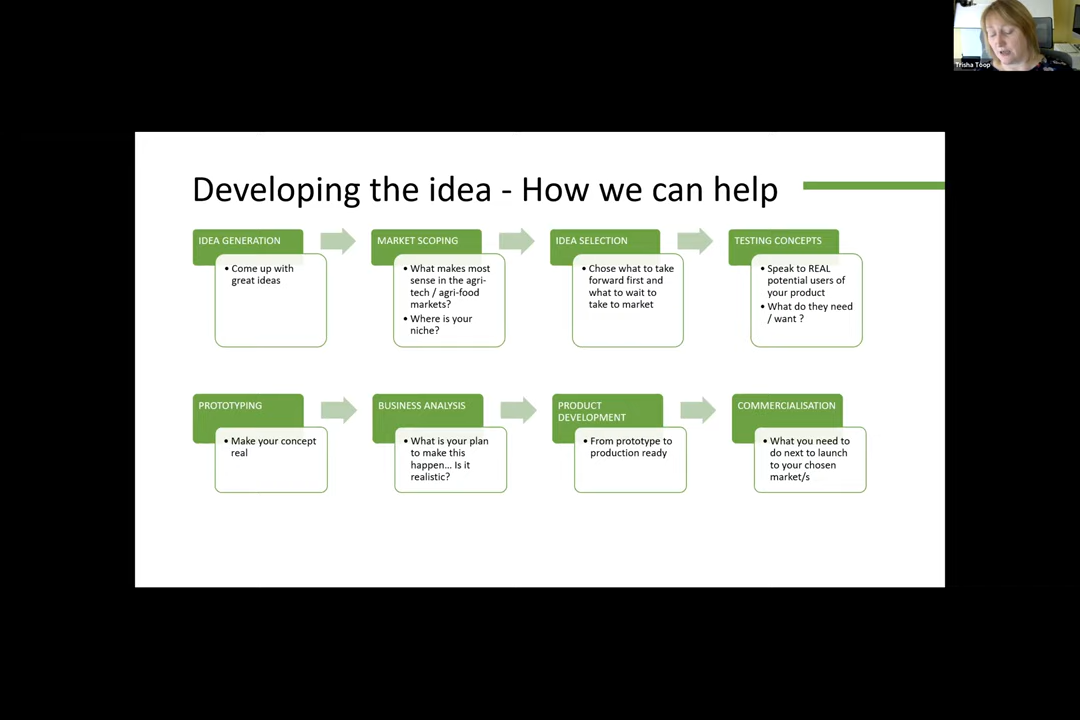 Trisha Toop
Developing the idea - How we can help
IDEA GENERATION
• Come up with
great ideas
MARKET SCOPING
• What makes most
sense in the agri-
tech / agri-food
markets?
• Where is your
niche?
IDEA SELECTION
• Chose what to take
forward first and
what to wait to
take to market
TESTING CONCEPTS
• Speak to REAL
potential users of
your product
• What do they need
/ want ?
PROTOTYPING
• Make your concept
real
BUSINESS ANALYSIS
• What is your plan
to make this
happen... Is it
realistic?
PRODUCT
DEVELOPMENT
• From prototype to
production ready
COMMERCIALISATION
• What you need to
do next to launch
to your chosen
market/s